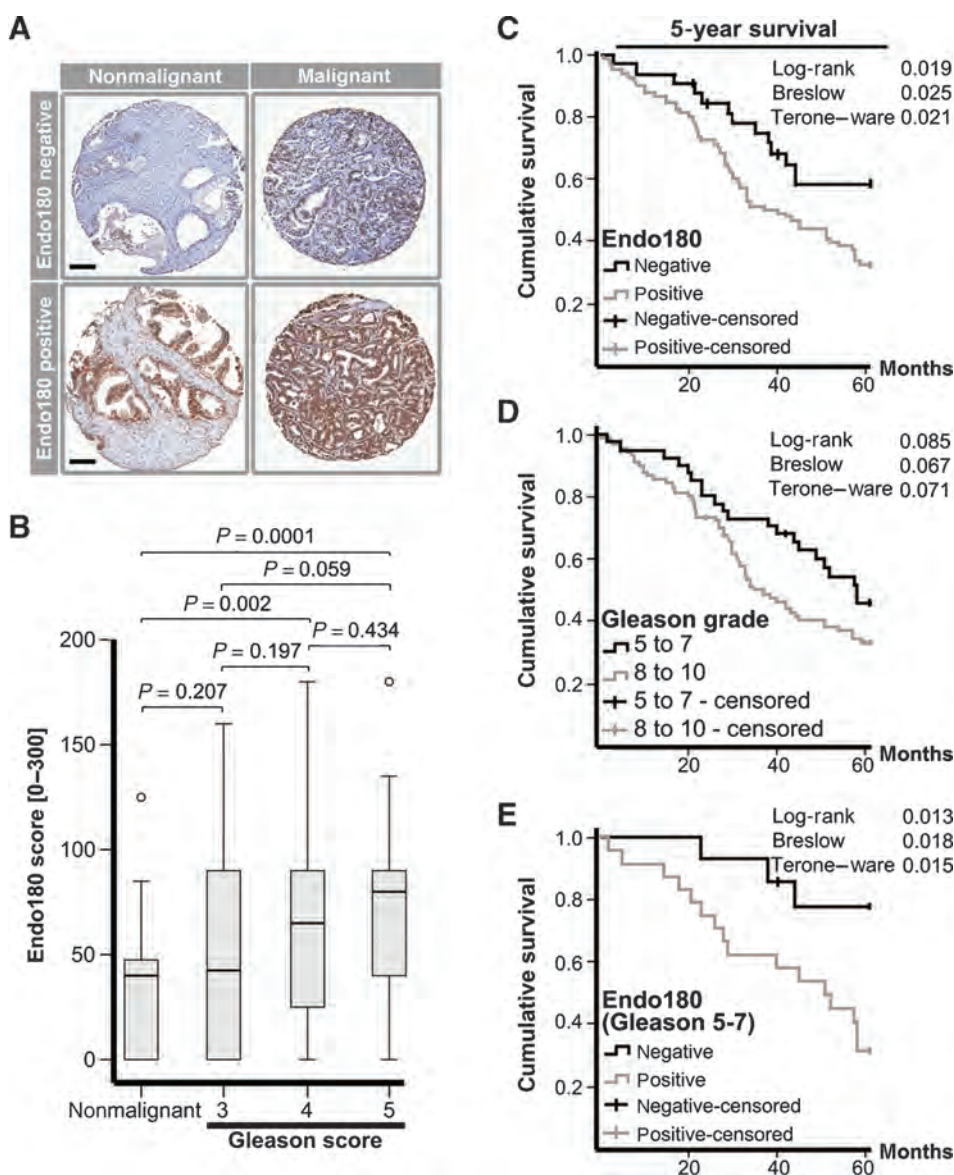 A
Nonmalignant Malignant
Endo180 negative
Endo180 positive
B
P = 0.0001
P = 0.059
P = 0.002
P = 0.434
P = 0.197
P = 0.207
Endo180 score [0–300]
200
150
100
50
0
Nonmalignant 3 4 5
Gleason score
C
5-year survival
Log-rank 0.019
Breslow 0.025
Terone–ware 0.021
Cumulative survival
1.0
0.8
0.6
0.4
0.2
Endo180
Negative
Positive
Negative-censored
Positive-censored
20 40 60 Months
D
Log-rank 0.085
Breslow 0.067
Terone–ware 0.071
Cumulative survival
1.0
0.8
0.6
0.4
0.2
Gleason grade
5 to 7
8 to 10
5 to 7 - censored
8 to 10 - censored
20 40 60 Months
E
Log-rank 0.013
Breslow 0.018
Terone–ware 0.015
Cumulative survival
1.0
0.8
0.6
0.4
0.2
Endo180
(Gleason 5-7)
Negative
Positive
Negative-censored
Positive-censored
20 40 60 Months